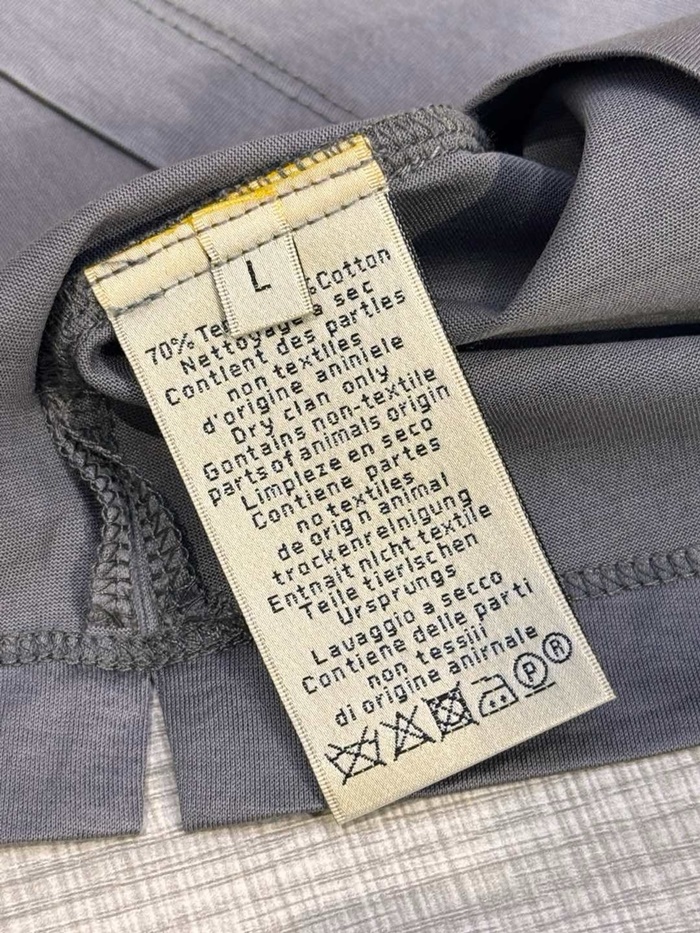 L
70% Te %Cotton
Nettoyage a sec
Contient des parties
non textiles
d'origine aniniele
Dry clan only
Gontains non-textile
parts of animals origin
Limpleze en seco
Contiene partes
no textiles
de orig n animal
trockenreinigung
Entnait nicht textile
Teile tierlschen
Ursprungs
Lavaggio a secco
Contiene delle parti
non tessiii
di origine anirnale
P R